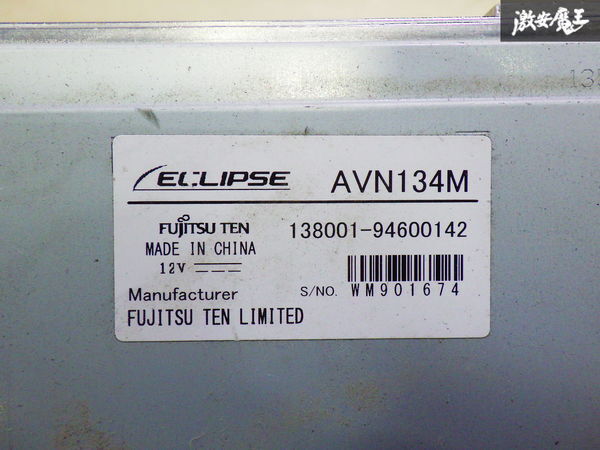 激安魔王
13
ECLIPSE AVN134M
FUJITSU TEN 138001-94600142
MADE IN CHINA
12V
S/NO. WM901674
Manufacturer
FUJITSU TEN LIMITED